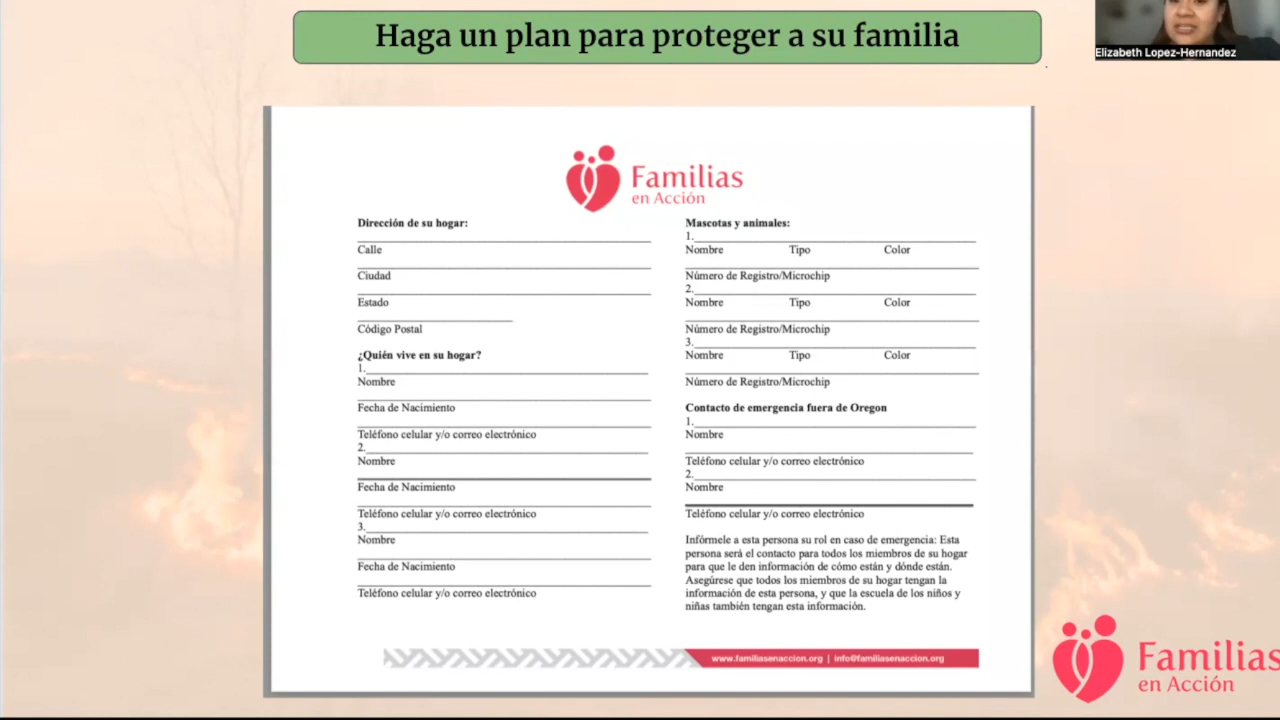 Haga un plan para proteger a su familia
Elizabeth Lopez-Hernandez
Familias
en Acción
Dirección de su hogar:
Calle
Ciudad
Estado
Código Postal
¿Quién vive en su hogar?
1.
Nombre
Fecha de Nacimiento
Teléfono celular y/o correo electrónico
2.
Nombre
Fecha de Nacimiento
Teléfono celular y/o correo electrónico
3.
Nombre
Fecha de Nacimiento
Teléfono celular y/o correo electrónico
Mascotas y animales:
1.
Nombre Tipo Color
Número de Registro/Microchip
2.
Nombre Tipo Color
Número de Registro/Microchip
3.
Nombre Tipo Color
Número de Registro/Microchip
Contacto de emergencia fuera de Oregon
1.
Nombre
Teléfono celular y/o correo electrónico
2.
Nombre
Teléfono celular y/o correo electrónico
Infórmele a esta persona su rol en caso de emergencia: Esta
persona será el contacto para todos los miembros de su hogar
para que le den información de cómo están y dónde están.
Asegúrese que todos los miembros de su hogar tengan la
información de esta persona, y que la escuela de los niños y
niñas también tengan esta información.
www.familiasenaccion.org | info@familiasenaccion.org
Familias
en Acción